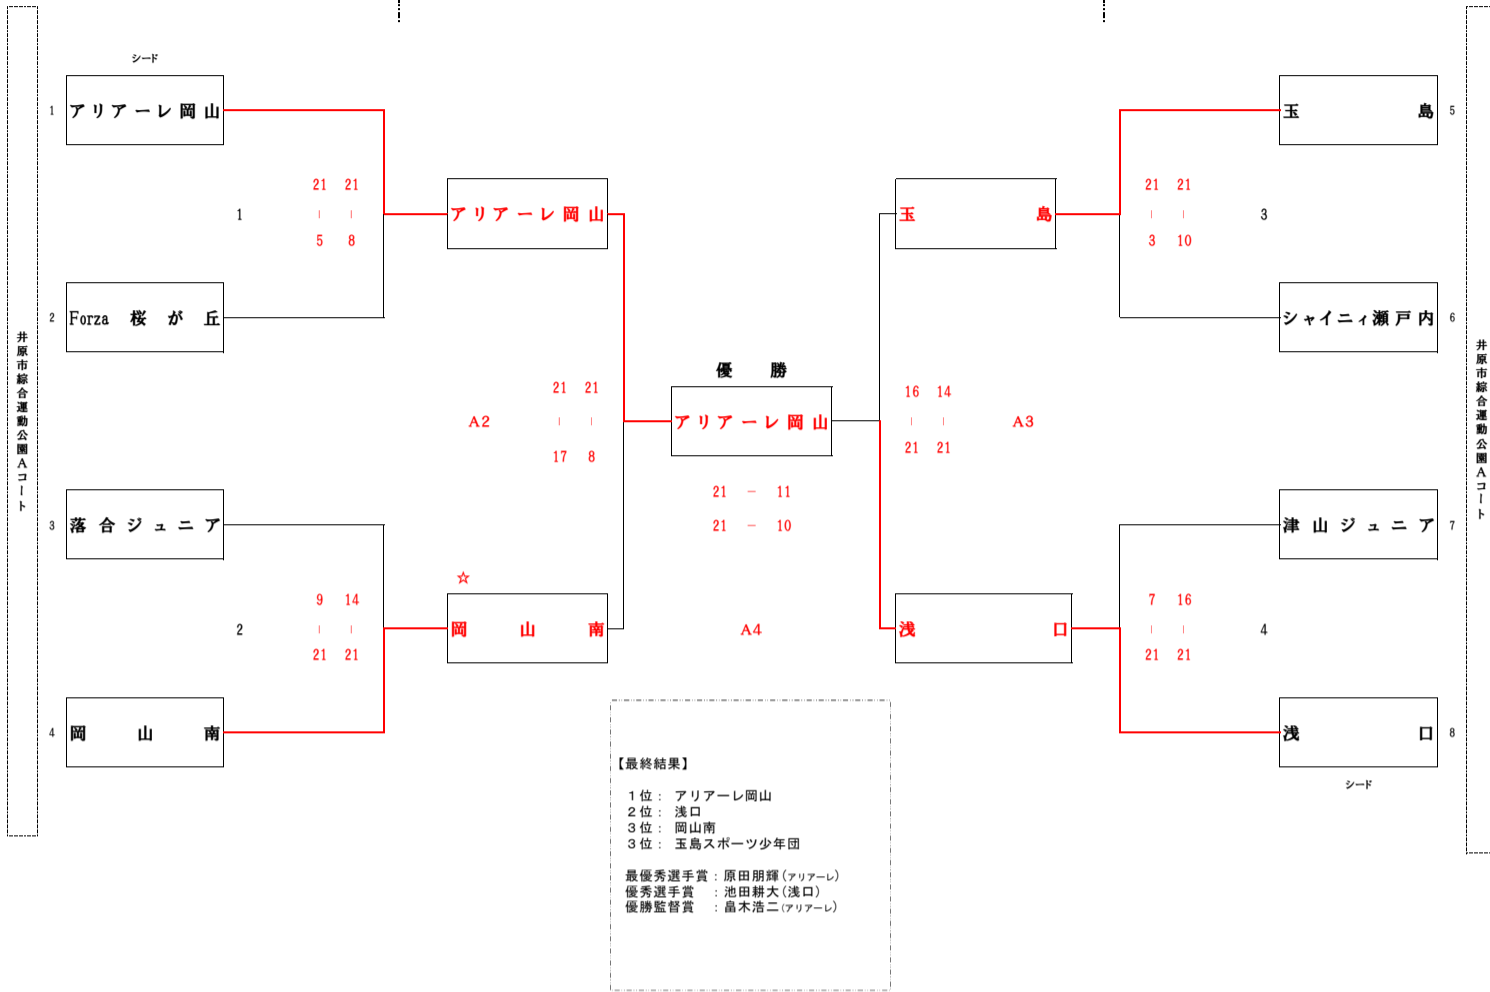 シード
1 アリアーレ岡山
玉島 5
21 21
1 | |
5 8
アリアーレ岡山
玉島
21 21
| | 3
3 10
2 Forza 桜が丘
シャイニィ瀬戸内 6
井原市綜合運動公園Aコート
井原市綜合運動公園Aコート
優勝
21 21
A2 | |
17 8
アリアーレ岡山
16 14
| | A3
21 21
21 － 11
21 － 10
3 落合ジュニア
津山ジュニア 7
☆
9 14
2 | |
21 21
岡山南
A4
浅口
7 16
| | 4
21 21
4 岡山南
浅口 8
シード
【最終結果】
1位： アリアーレ岡山
2位： 浅口
3位： 岡山南
3位： 玉島スポーツ少年団
最優秀選手賞：原田朋輝(アリアーレ)
優秀選手賞 ：池田耕大(浅口)
優勝監督賞 ：畠木浩二(アリアーレ)